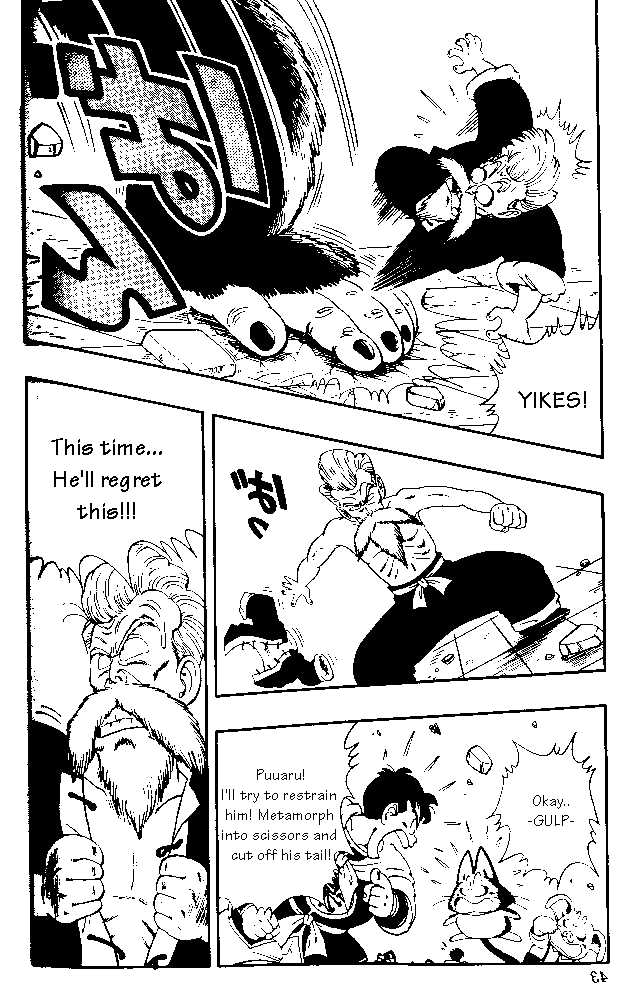 YIKES!
This time...
He'll regret
this!!!
Puuaru!
I'll try to restrain
him! Metamorph
into scissors and
cut off his tail!!
Okay..
-GULP-
43